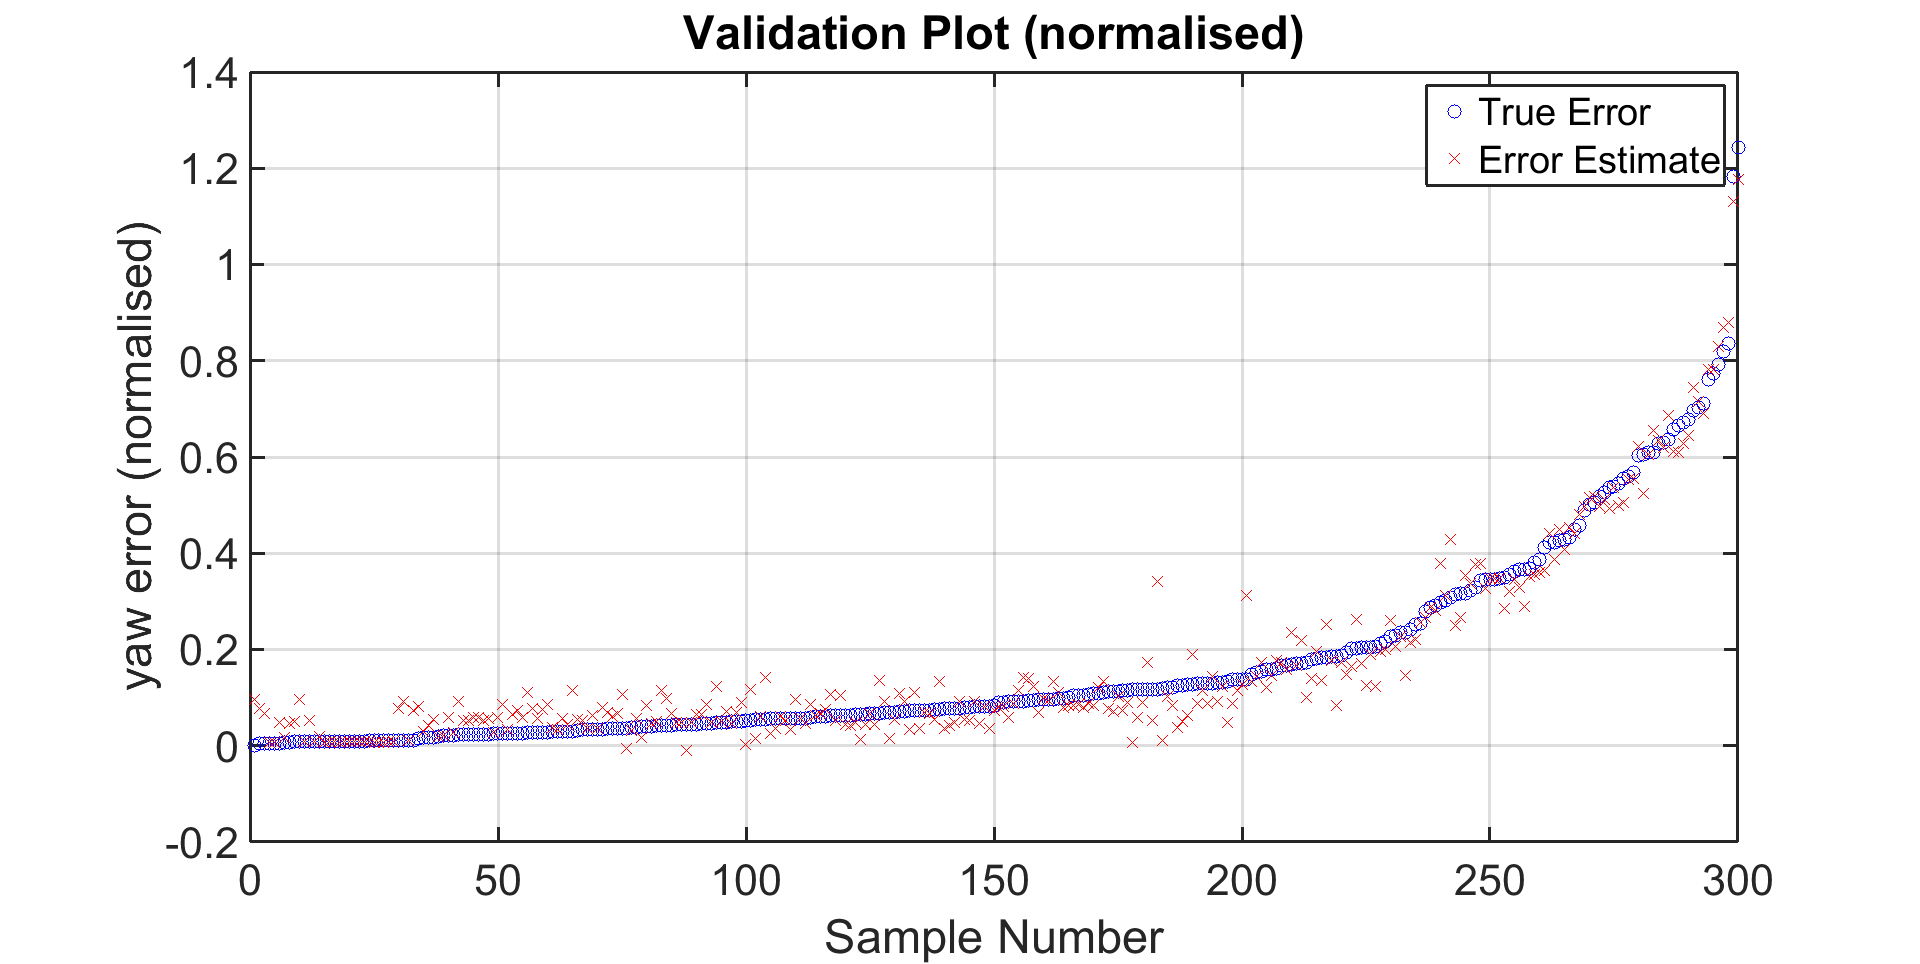 Validation Plot (normalised)
1.4
1.2
1
0.8
0.6
0.4
0.2
0
-0.2
yaw error (normalised)
True Error
Error Estimate
0 50 100 150 200 250 300
Sample Number